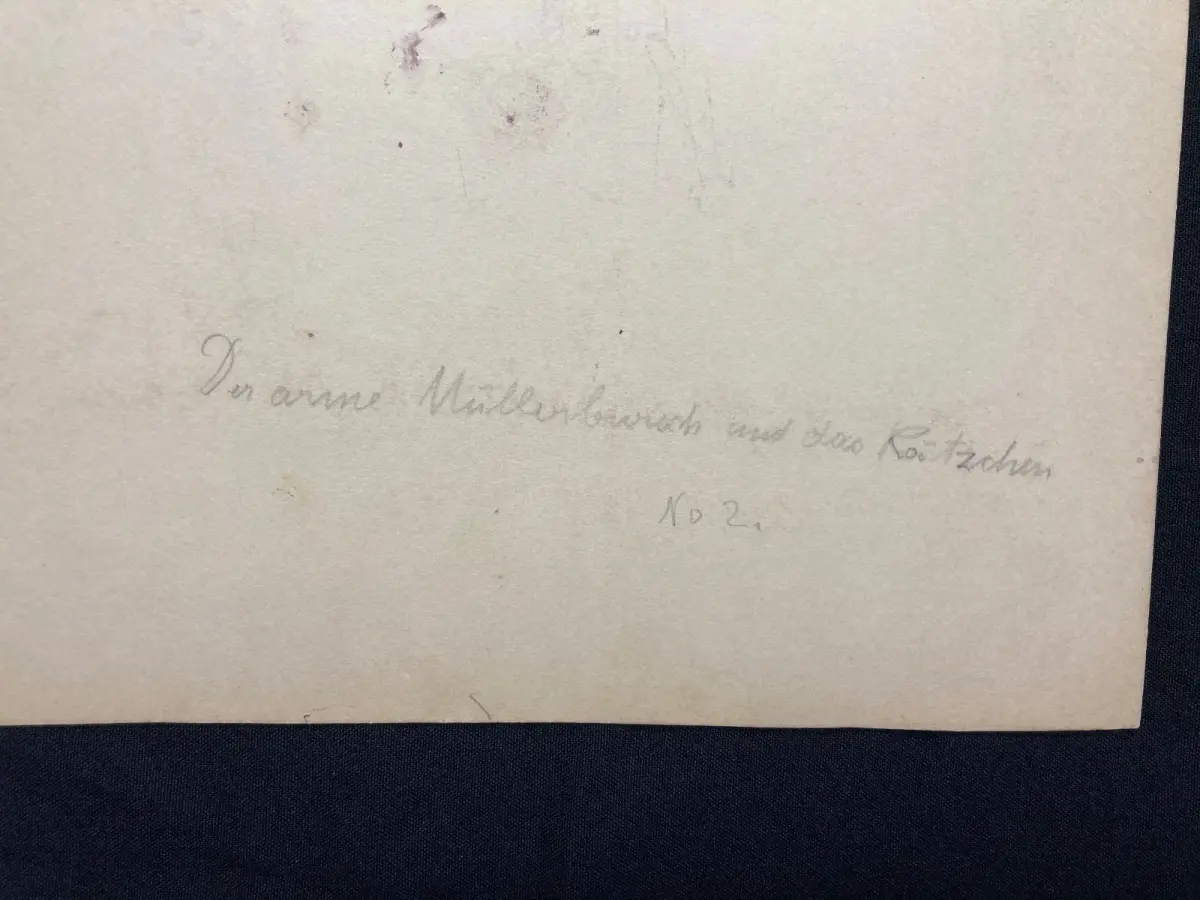 Der arme Müllerbursch und das Kätzchen
No 2.